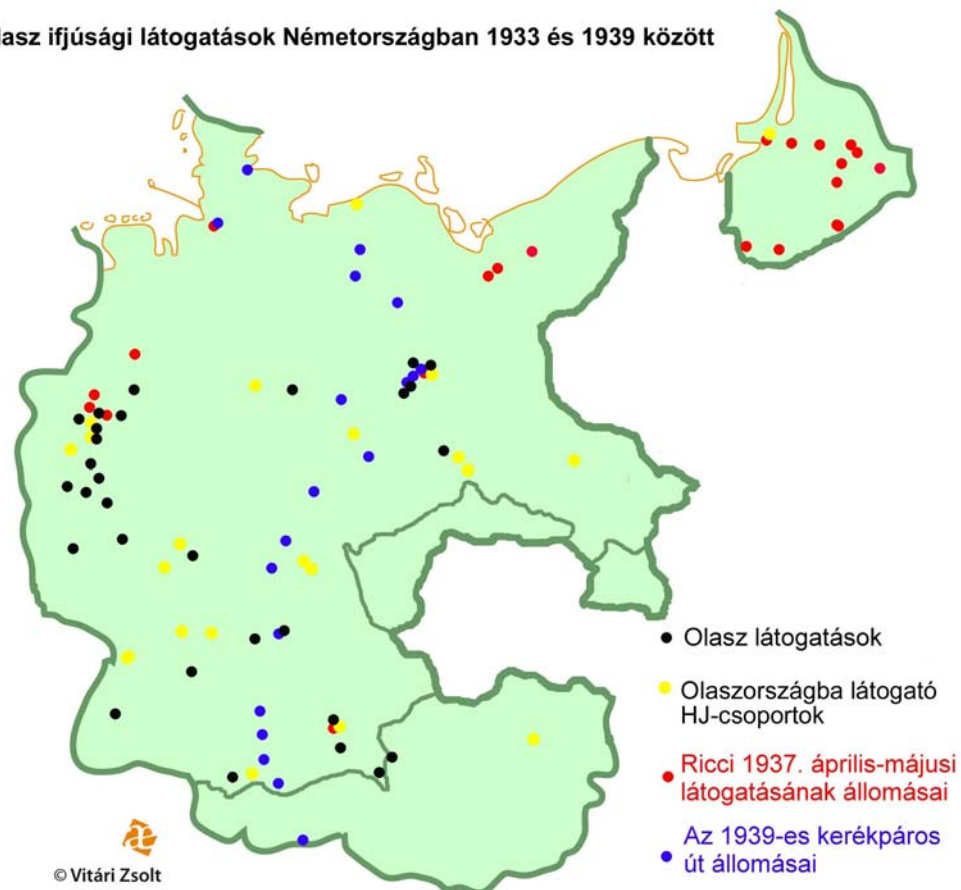 lasz ifjúsági látogatások Németországban 1933 és 1939 között
Olasz látogatások
Olaszországba látogató
HJ-csoportok
Ricci 1937. április-májusi
látogatásának állomásai
Az 1939-es kerékpáros
út állomásai
© Vitári Zsolt